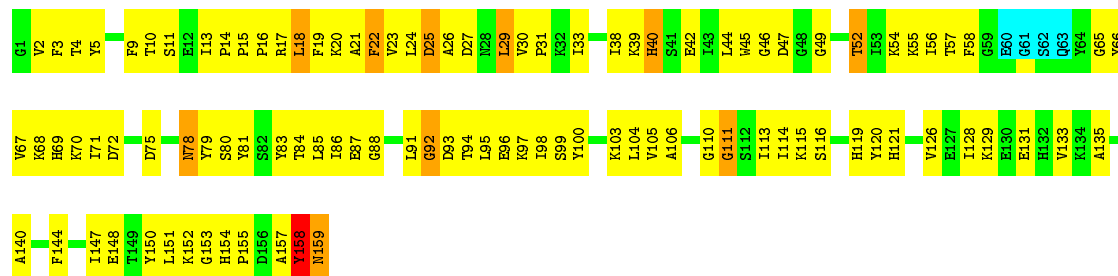 G1 V2 F3 T4 Y5 F9 T10 S11 E12 I13 P14 P15 P16 R17 L18 F19 K20 A21 F22 V23 L24 D25 A26 D27 N28 L29 V30 P31 K32 I33 I38 K39 H40 S41 E42 I43 L44 W45 G46 D47 G48 G49 T52 I53 K54 K55 I56 T57 F58 G59 E60 G61 S62 Q63 Y64 G65 Y66
V67 K68 H69 K70 I71 D72 D75 N78 Y79 S80 Y81 S82 Y83 T84 L85 I86 E87 G88 L91 G92 D93 T94 L95 E96 K97 I98 S99 Y100 K103 L104 V105 A106 G110 G111 S112 I113 I114 K115 S116 H119 Y120 H121 V126 E127 I128 K129 E130 E131 H132 V133 K134 A135
A140 F144 I147 E148 T149 Y150 L151 K152 G153 H154 P155 D156 A157 Y158 N159